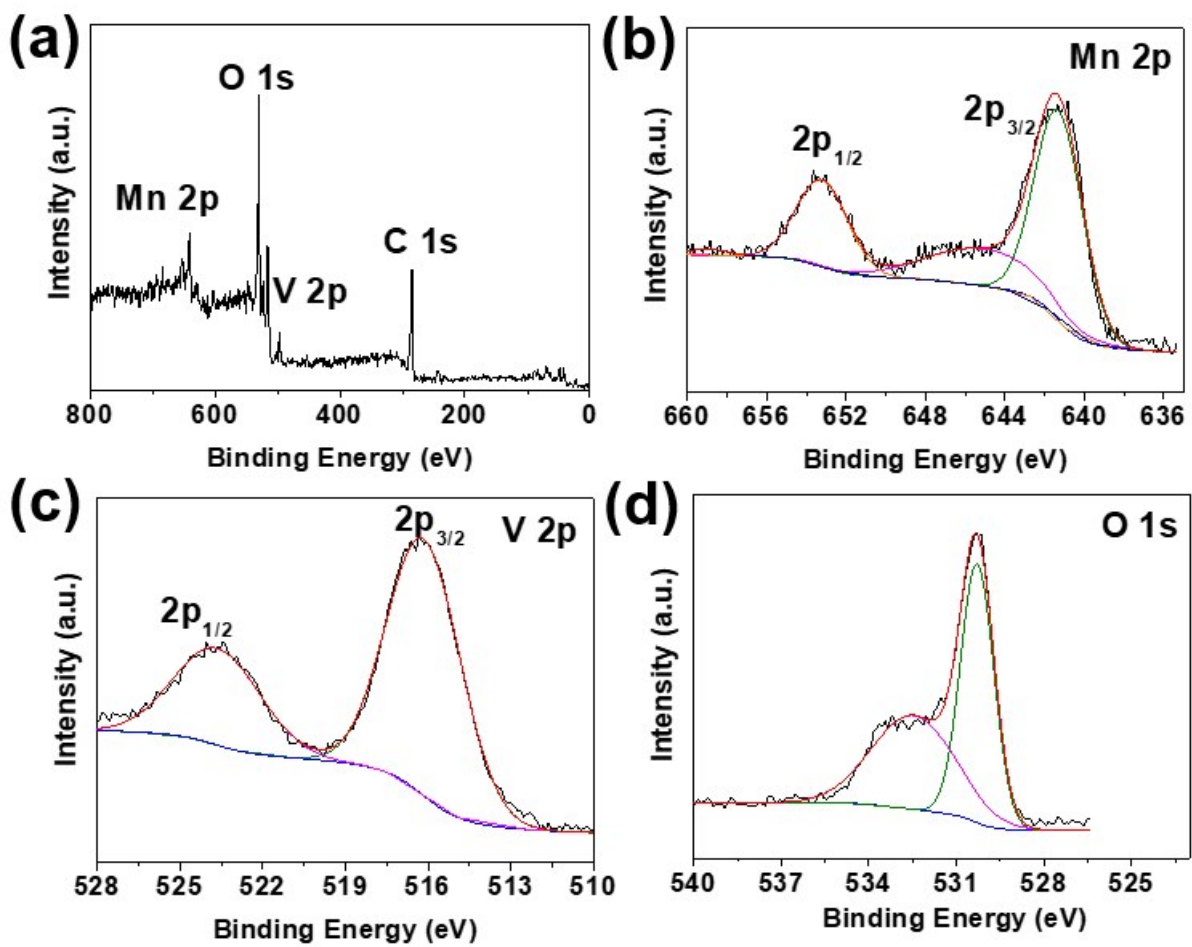 (a)
O 1s
Mn 2p
C 1s
V 2p
Intensity (a.u.)
800 600 400 200 0
Binding Energy (eV)
(b)
Mn 2p
2p3/2
2p1/2
Intensity (a.u.)
660 656 652 648 644 640 636
Binding Energy (eV)
(c)
2p3/2
V 2p
2p1/2
Intensity (a.u.)
528 525 522 519 516 513 510
Binding Energy (eV)
(d)
O 1s
Intensity (a.u.)
540 537 534 531 528 525
Binding Energy (eV)